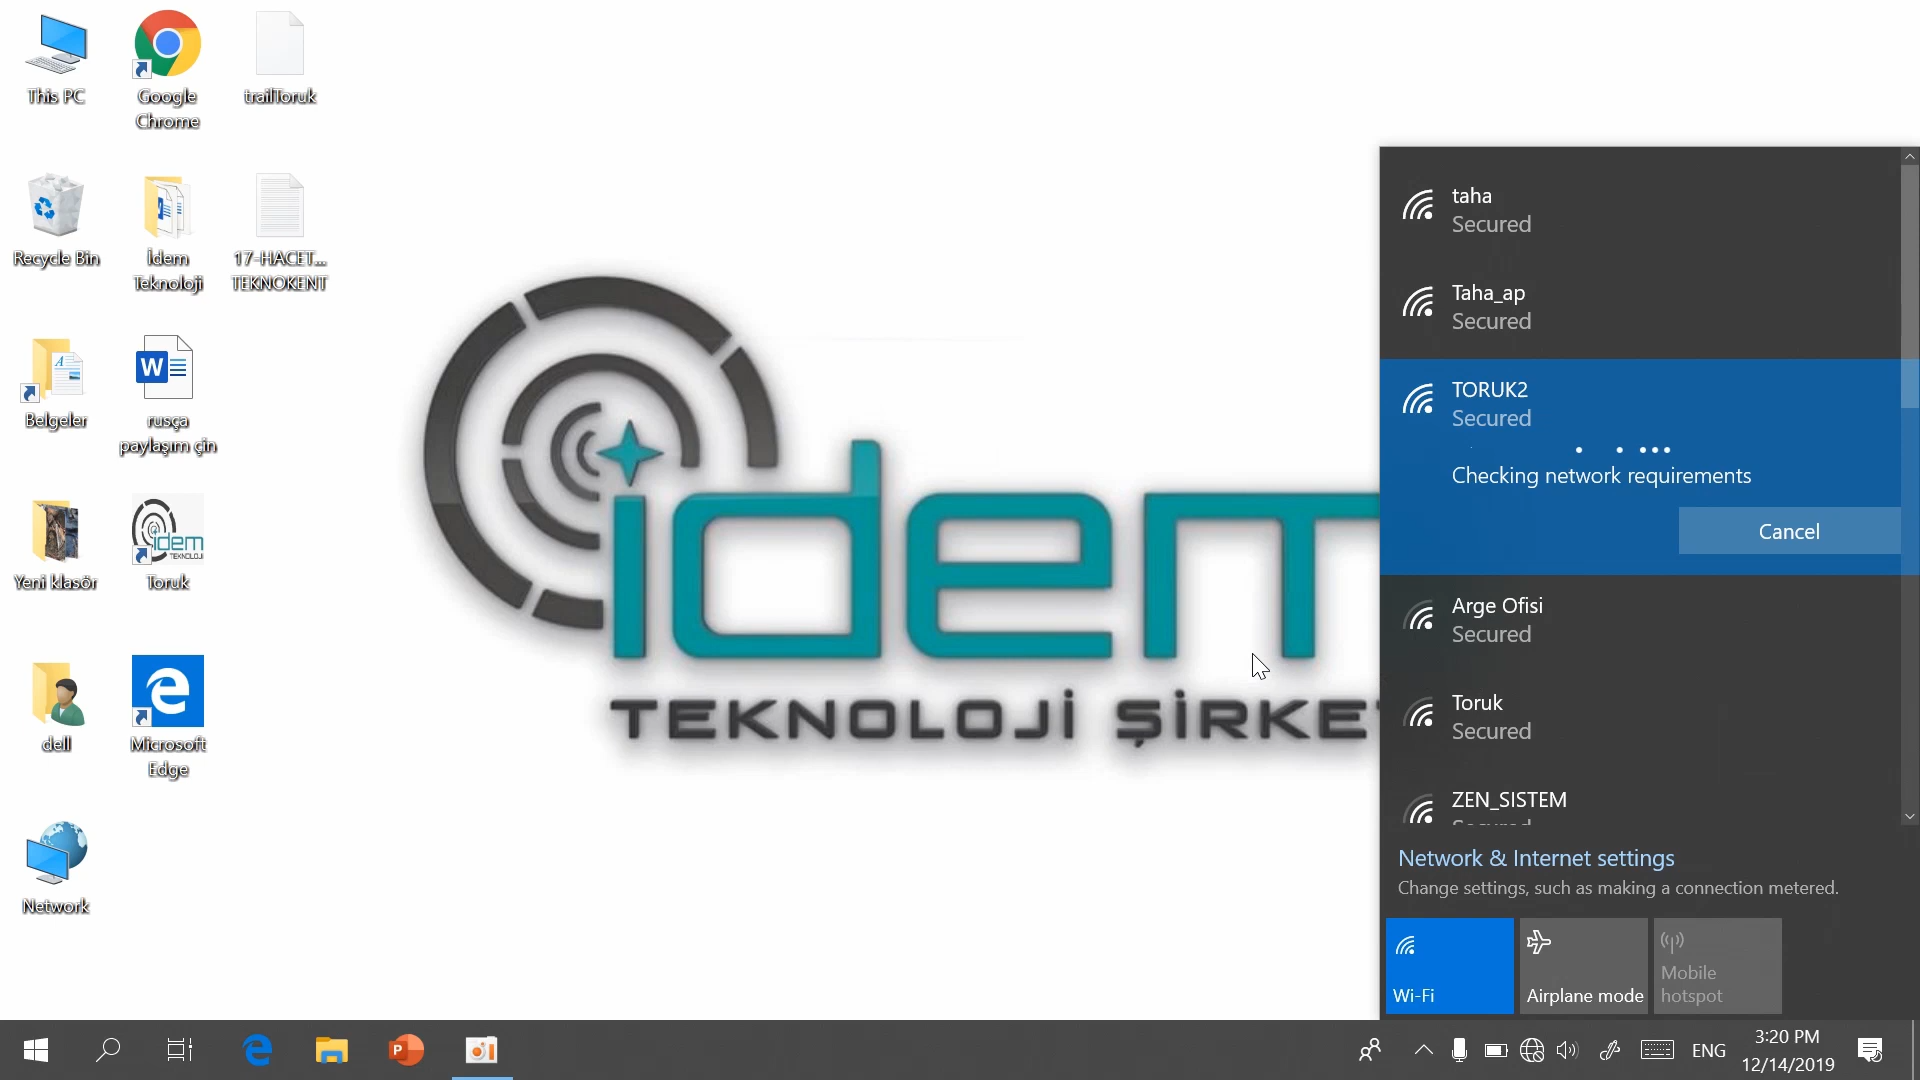 This PC
Google
Chrome
trailToruk
Recycle Bin
İdem
Teknoloji
17-HACET...
TEKNOKENT
Belgeler
W
rusça
paylaşım çin
Yeni klasör
idem
TEKNOLOJİ
Toruk
dell
Microsoft
Edge
Network
idem
TEKNOLOJİ ŞİRKE
taha
Secured
Taha_ap
Secured
TORUK2
Secured
Checking network requirements
Cancel
Arge Ofisi
Secured
Toruk
Secured
ZEN_SISTEM
Secured
Network & Internet settings
Change settings, such as making a connection metered.
Wi-Fi
Airplane mode
Mobile
hotspot
ENG
3:20 PM
12/14/2019